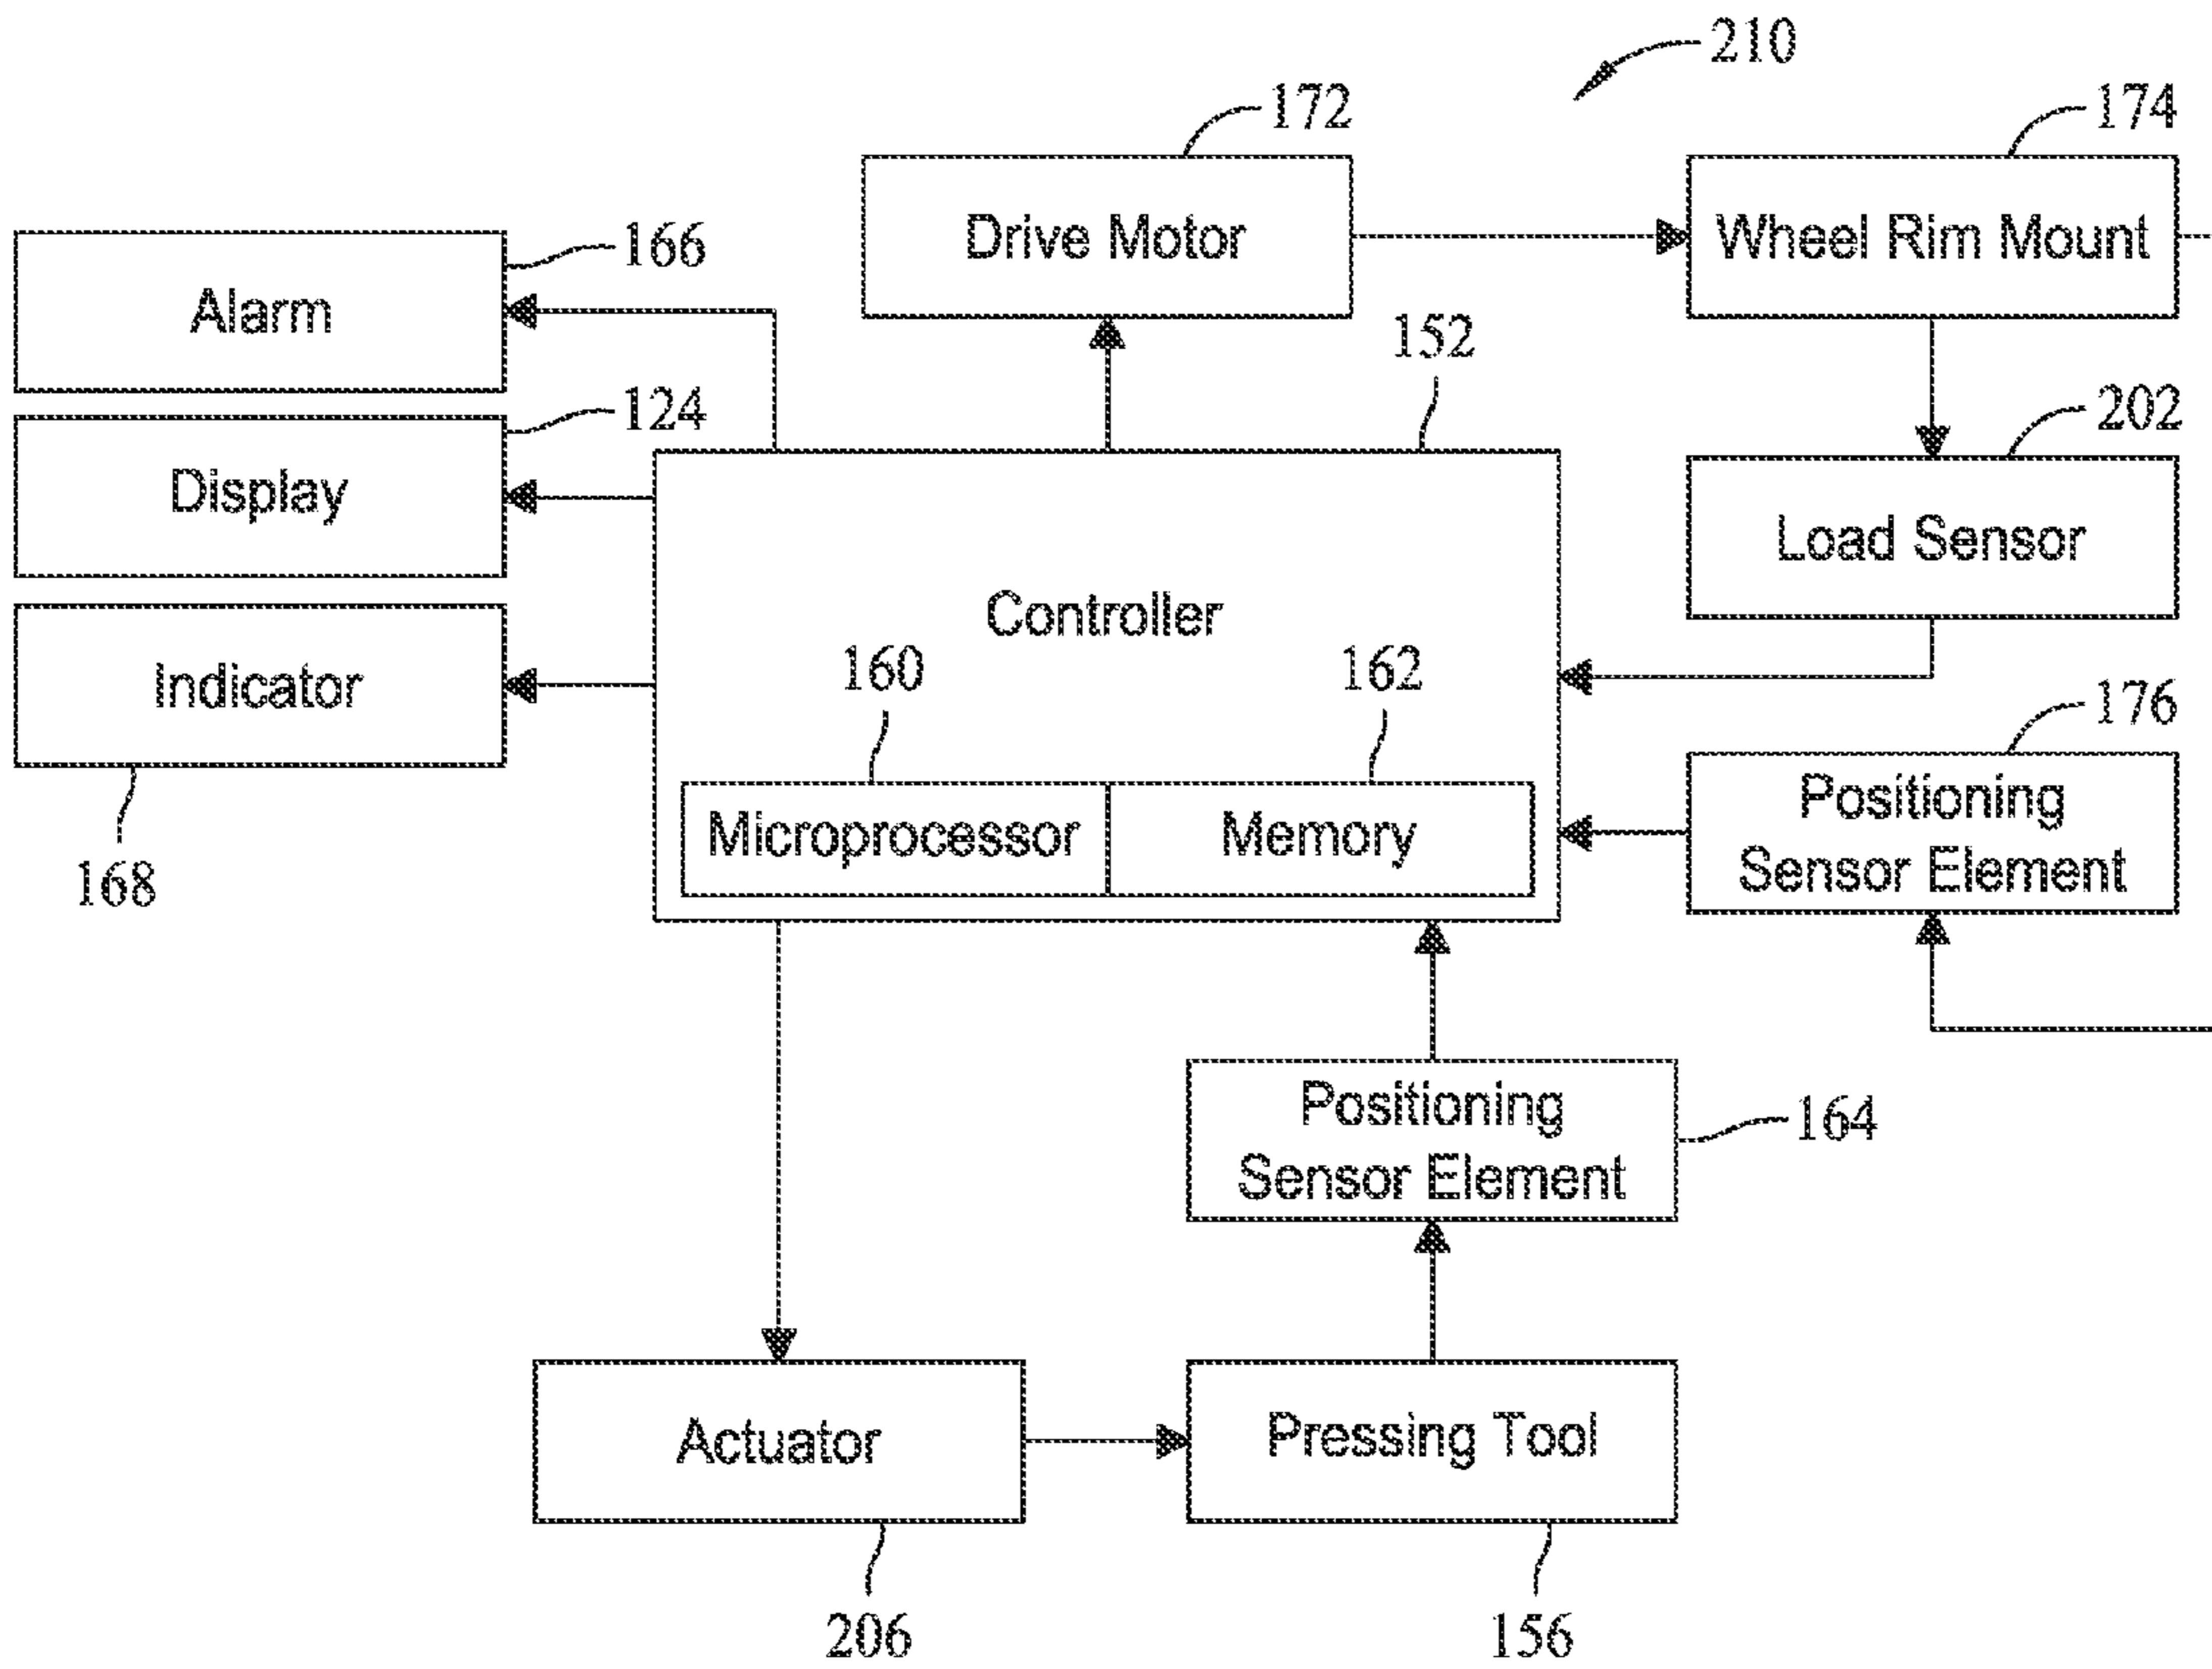 210
172
174
Drive Motor
Wheel Rim Mount
166
Alarm
152
124
202
Display
Load Sensor
Controller
160
162
Indicator
176
Microprocessor
Memory
Positioning
Sensor Element
168
Positioning
Sensor Element
164
Actuator
Pressing Tool
206
156